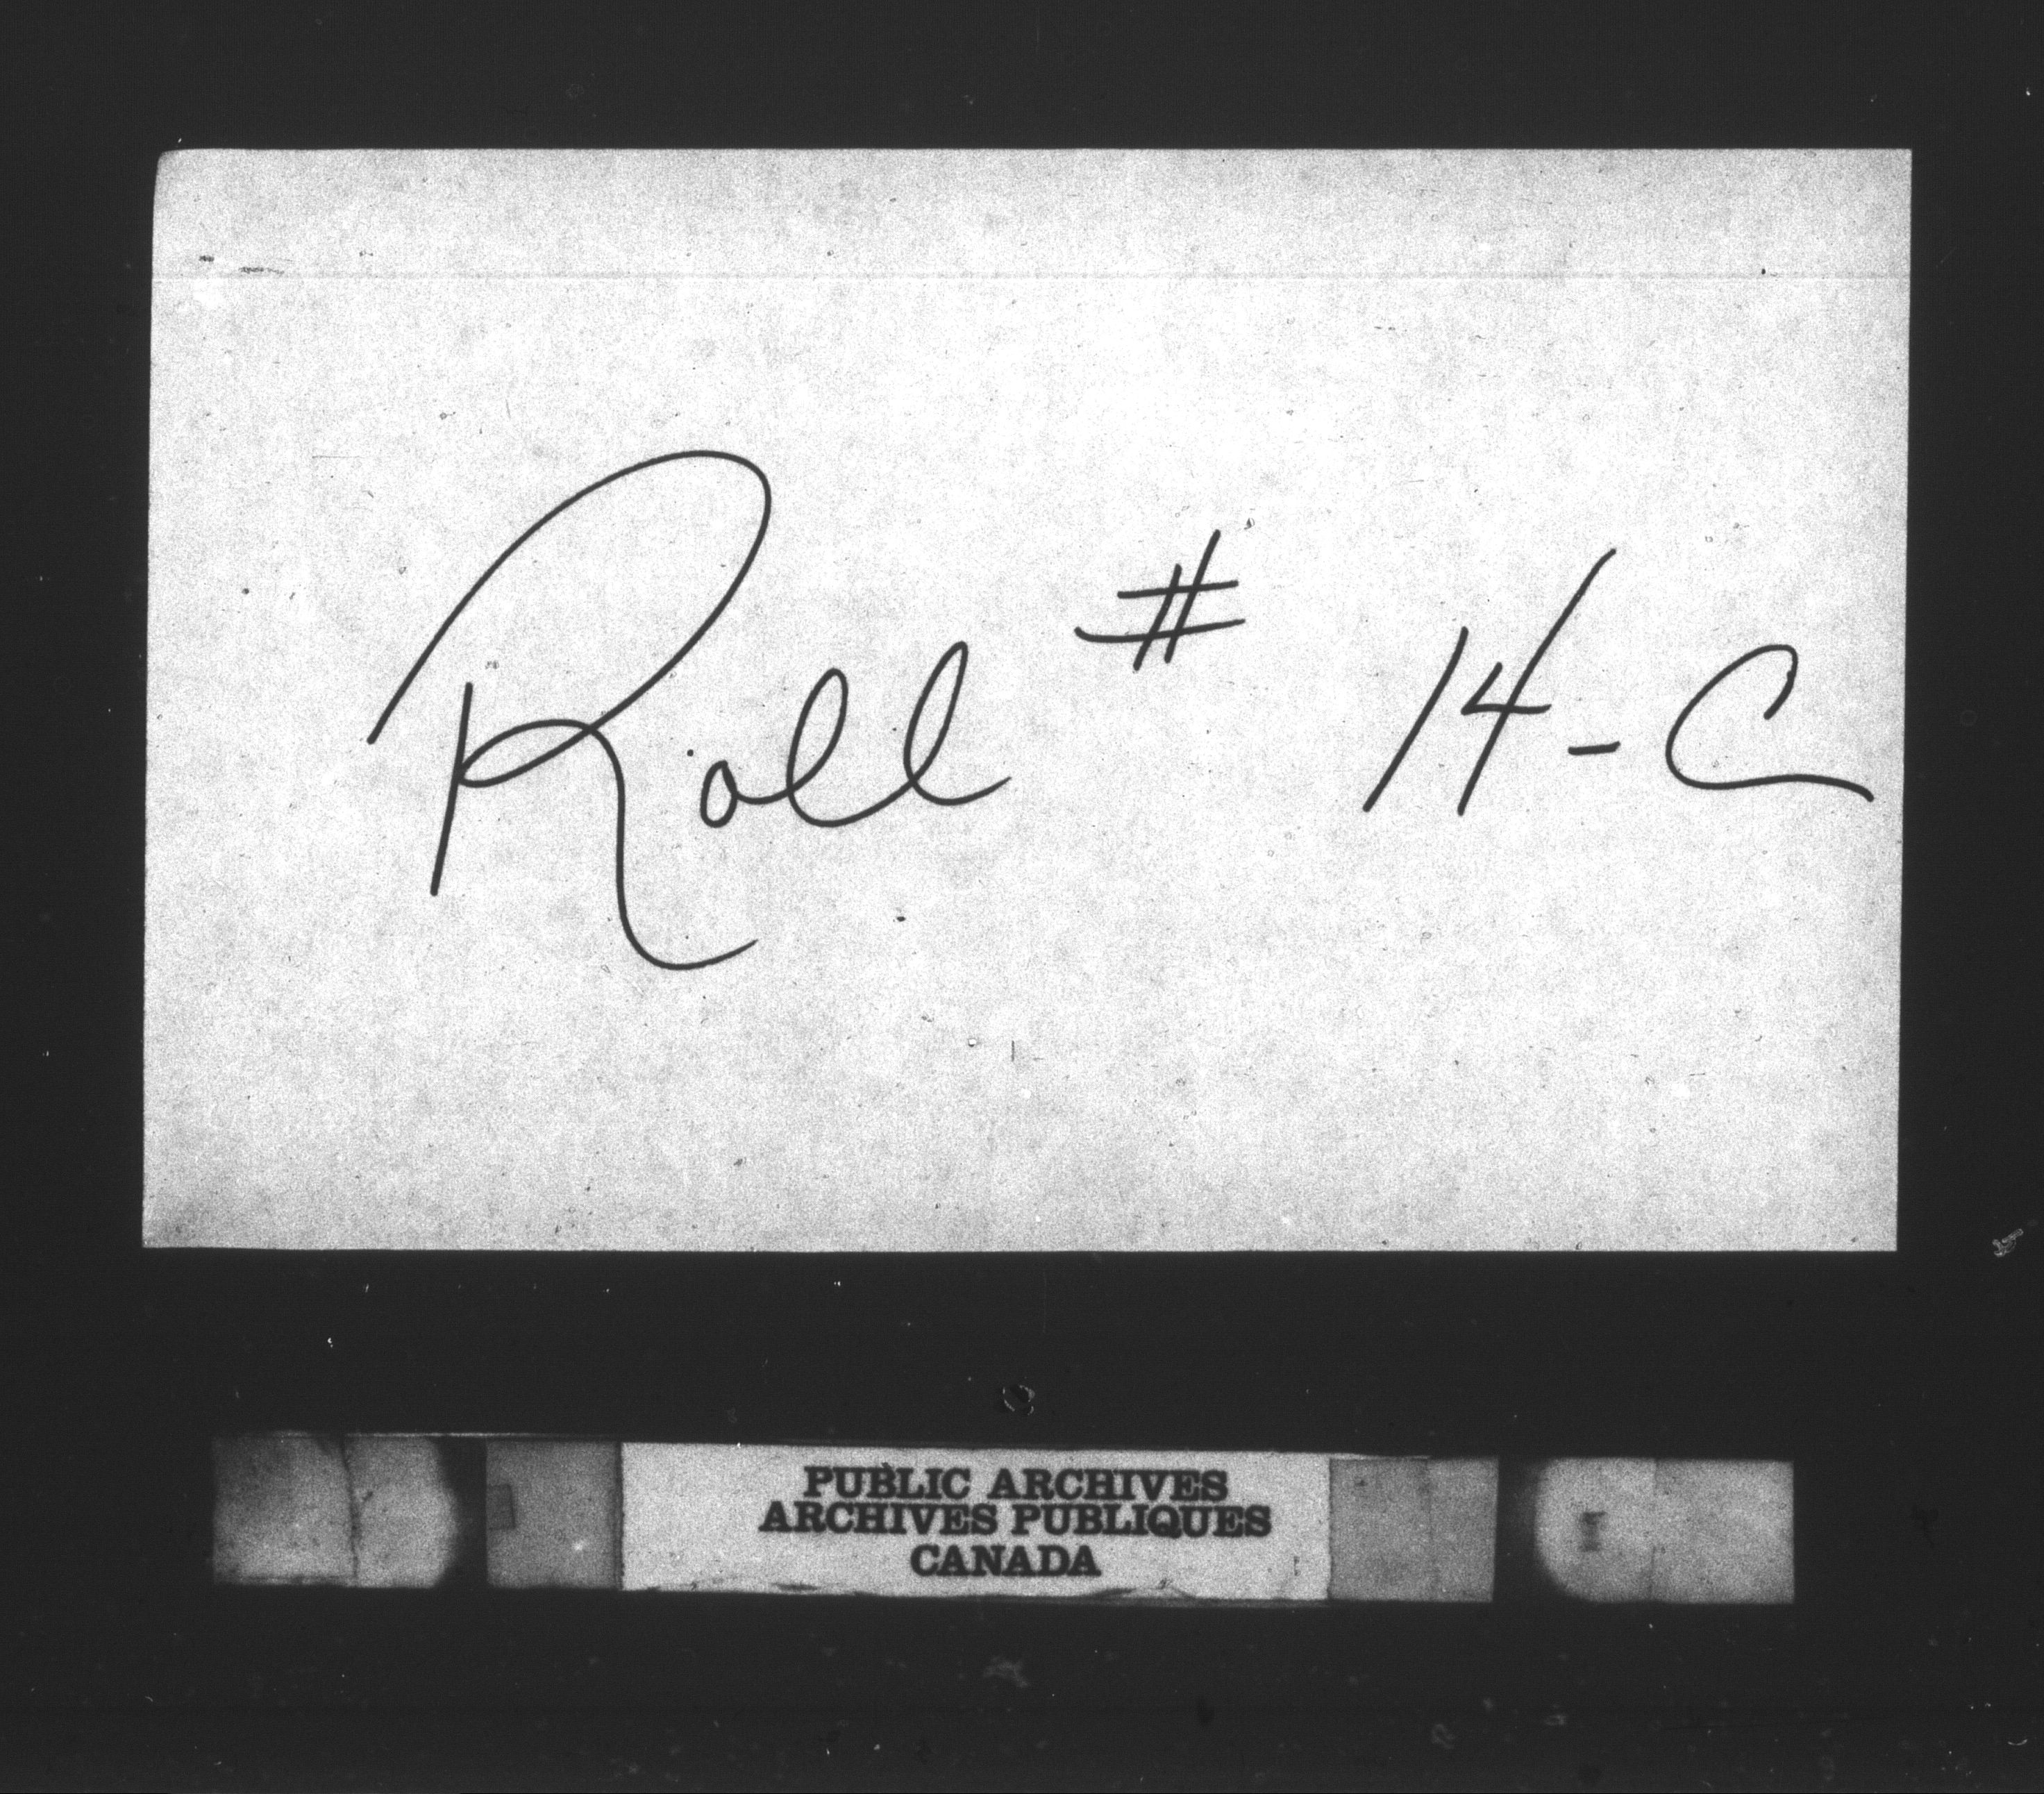 Roll # 14-C
PUBLIC ARCHIVES
ARCHIVES PUBLIQUES
CANADA